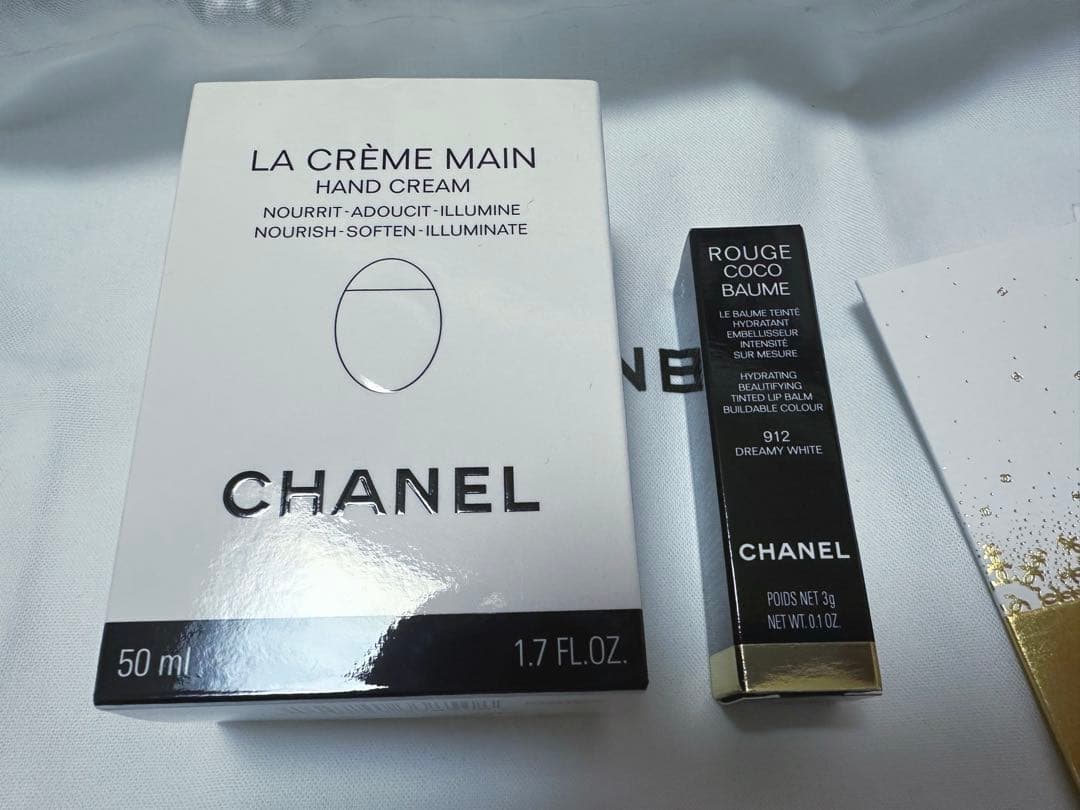 LA CRÈME MAIN
HAND CREAM
NOURRIT-ADOUCIT-ILLUMINE
NOURISH-SOFTEN-ILLUMINATE
CHANEL
50 ml
1.7 FL.OZ.
ROUGE
COCO
BAUME
LE BAUME TEINTÉ
HYDRATANT
EMBELLISSEUR
INTENSITÉ
SUR MESURE
HYDRATING
BEAUTIFYING
TINTED LIP BALM
BUILDABLE COLOUR
912
DREAMY WHITE
CHANEL
POIDS NET 3g
NET WT. 0.1 OZ.